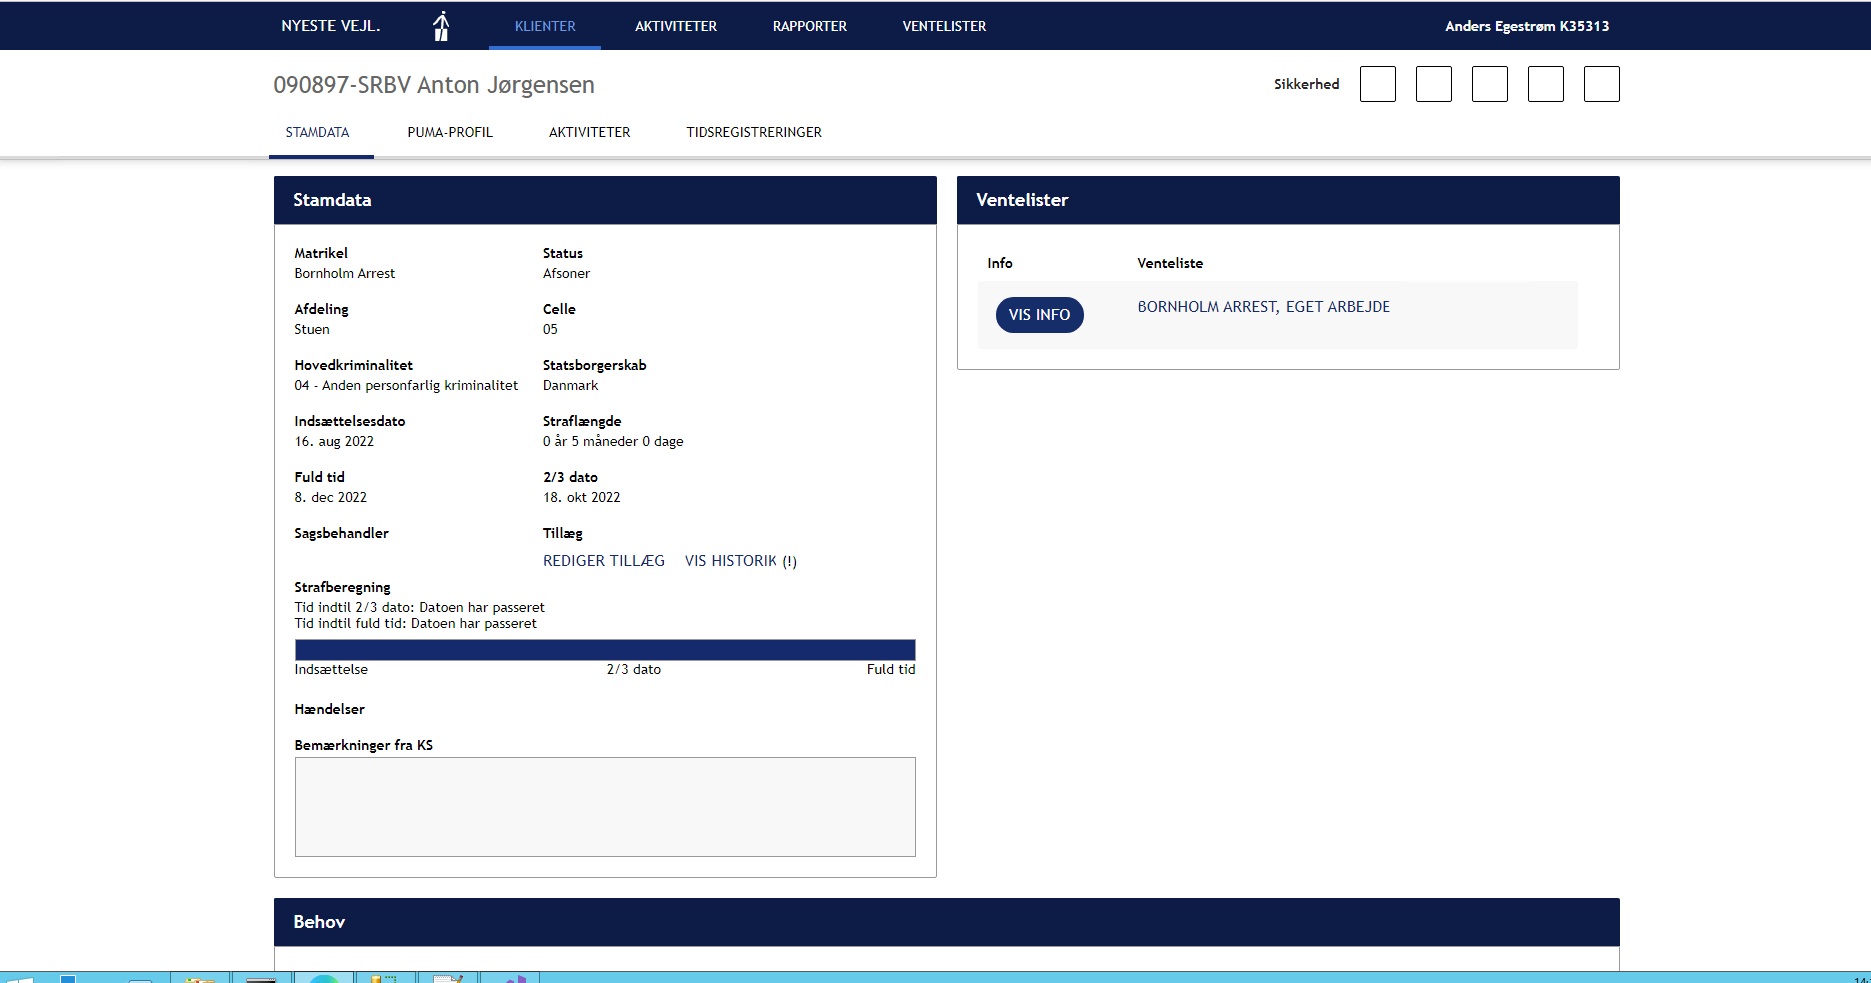 NYESTE VEJL.
KLIENTER
AKTIVITETER
RAPPORTER
VENTELISTER
Anders Egestrøm K35313
090897-SRBV Anton Jørgensen
Sikkerhed
STAMDATA
PUMA-PROFIL
AKTIVITETER
TIDSREGISTRERINGER
Stamdata
Matrikel
Bornholm Arrest
Status
Afsoner
Afdeling
Stuen
Celle
05
Hovedkriminalitet
04 - Anden personfarlig kriminalitet
Statsborgerskab
Danmark
Indsættelsesdato
16. aug 2022
Straflængde
0 år 5 måneder 0 dage
Fuld tid
8. dec 2022
2/3 dato
18. okt 2022
Sagsbehandler
Tillæg
REDIGER TILLÆG
VIS HISTORIK (!)
Strafberegning
Tid indtil 2/3 dato: Datoen har passeret
Tid indtil fuld tid: Datoen har passeret
Indsættelse
2/3 dato
Fuld tid
Hændelser
Bemærkninger fra KS
Ventelister
Info
Venteliste
VIS INFO
BORNHOLM ARREST, EGET ARBEJDE
Behov